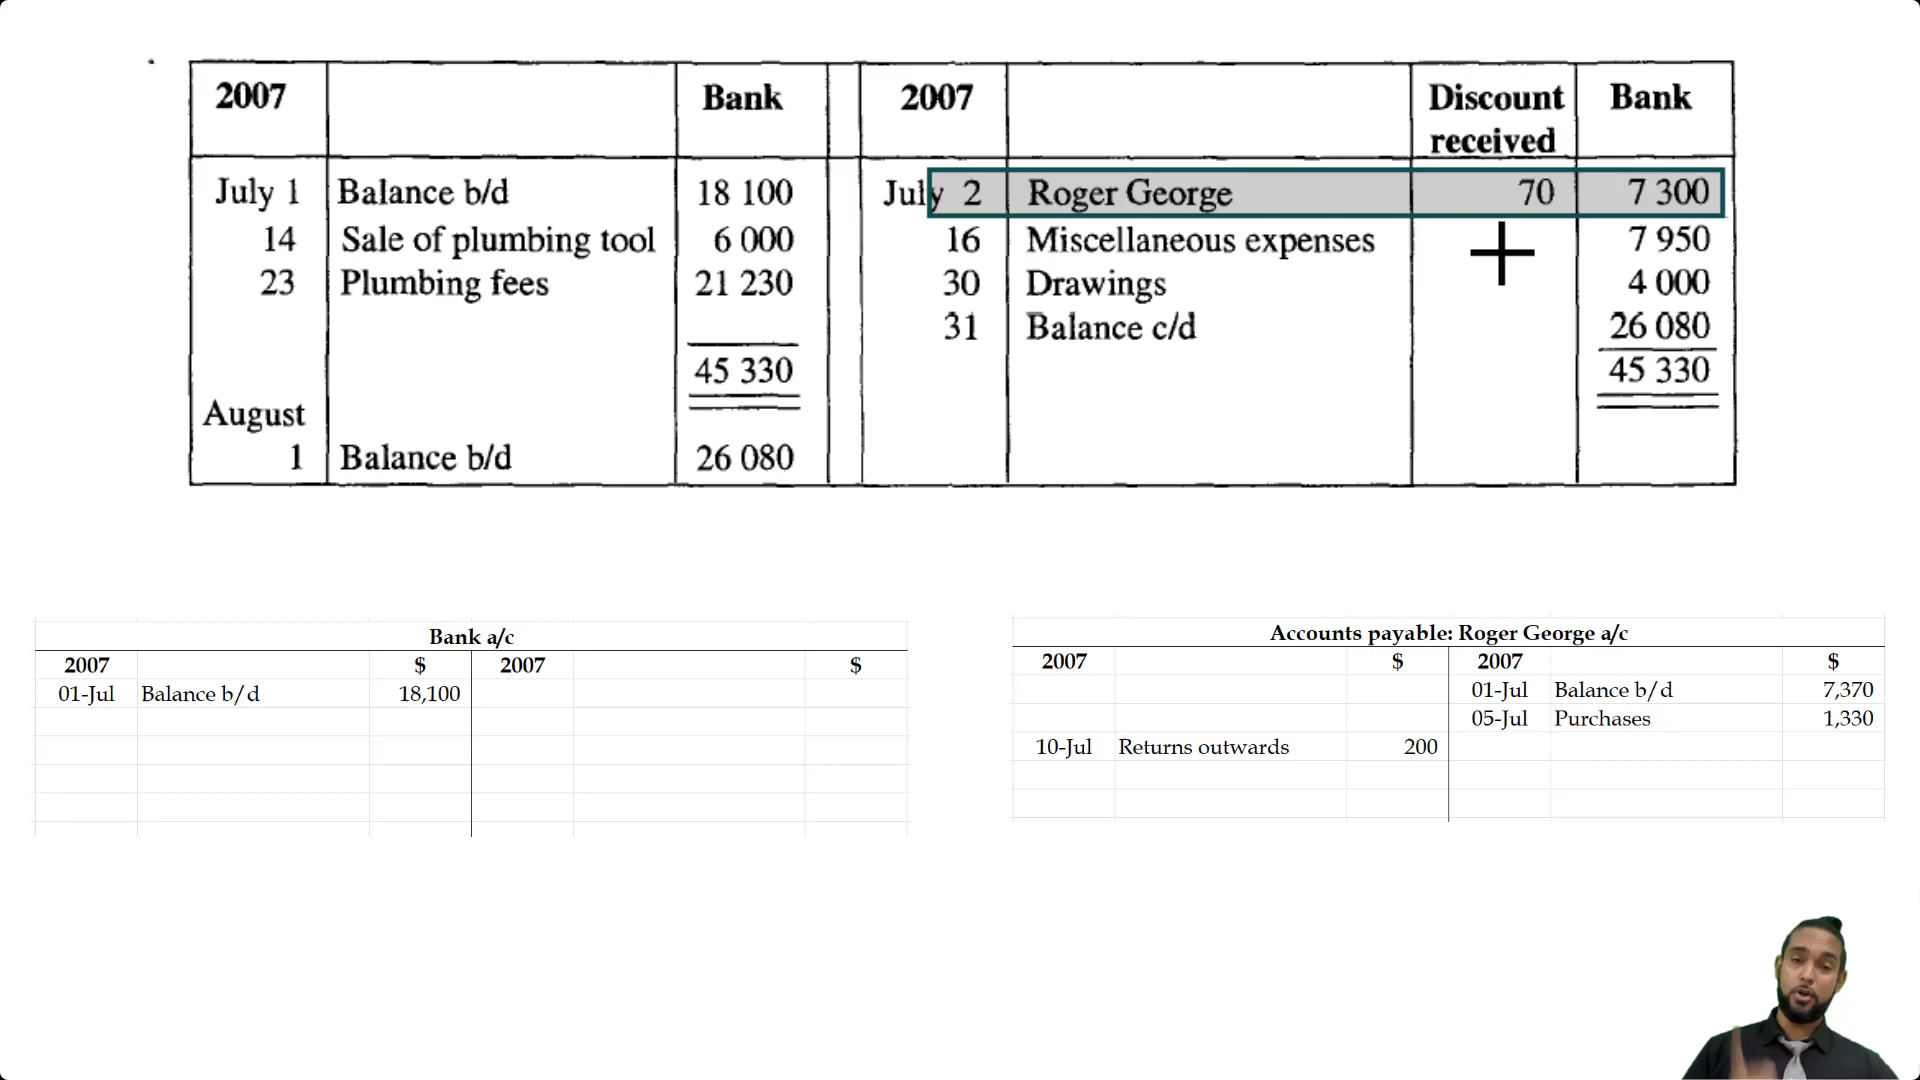 2007 Bank 2007 Discount received Bank
July 1 Balance b/d 18 100 July 2 Roger George 70 7 300
14 Sale of plumbing tool 6 000 16 Miscellaneous expenses 7 950
23 Plumbing fees 21 230 30 Drawings 4 000
31 Balance c/d 26 080
45 330 45 330
August
1 Balance b/d 26 080
Bank a/c
2007 $ 2007 $
01-Jul Balance b/d 18,100
Accounts payable: Roger George a/c
2007 $ 2007 $
01-Jul Balance b/d 7,370
05-Jul Purchases 1,330
10-Jul Returns outwards 200